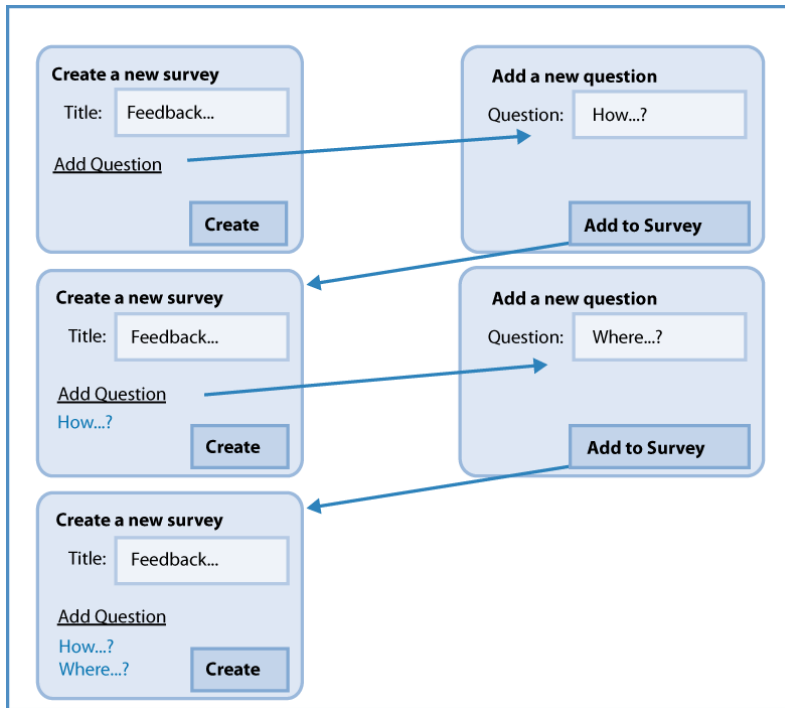 Create a new survey
Title: Feedback...
Add Question
Create
Add a new question
Question: How...?
Add to Survey
Create a new survey
Title: Feedback...
Add Question
How...?
Create
Add a new question
Question: Where...?
Add to Survey
Create a new survey
Title: Feedback...
Add Question
How...?
Where...?
Create